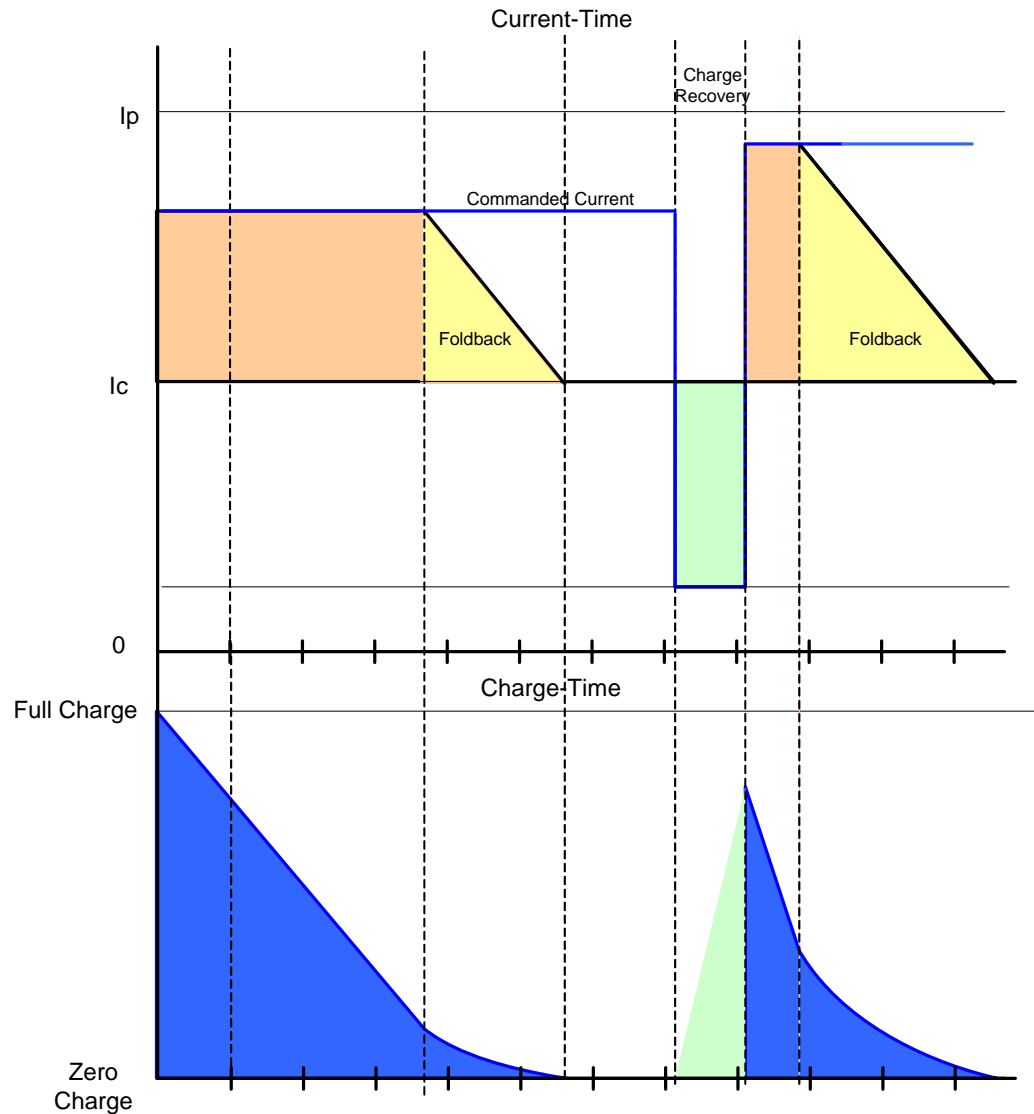 Current-Time
Charge
Recovery
Ip
Commanded Current
Foldback
Foldback
Ic
0
Charge-Time
Full Charge
Zero
Charge